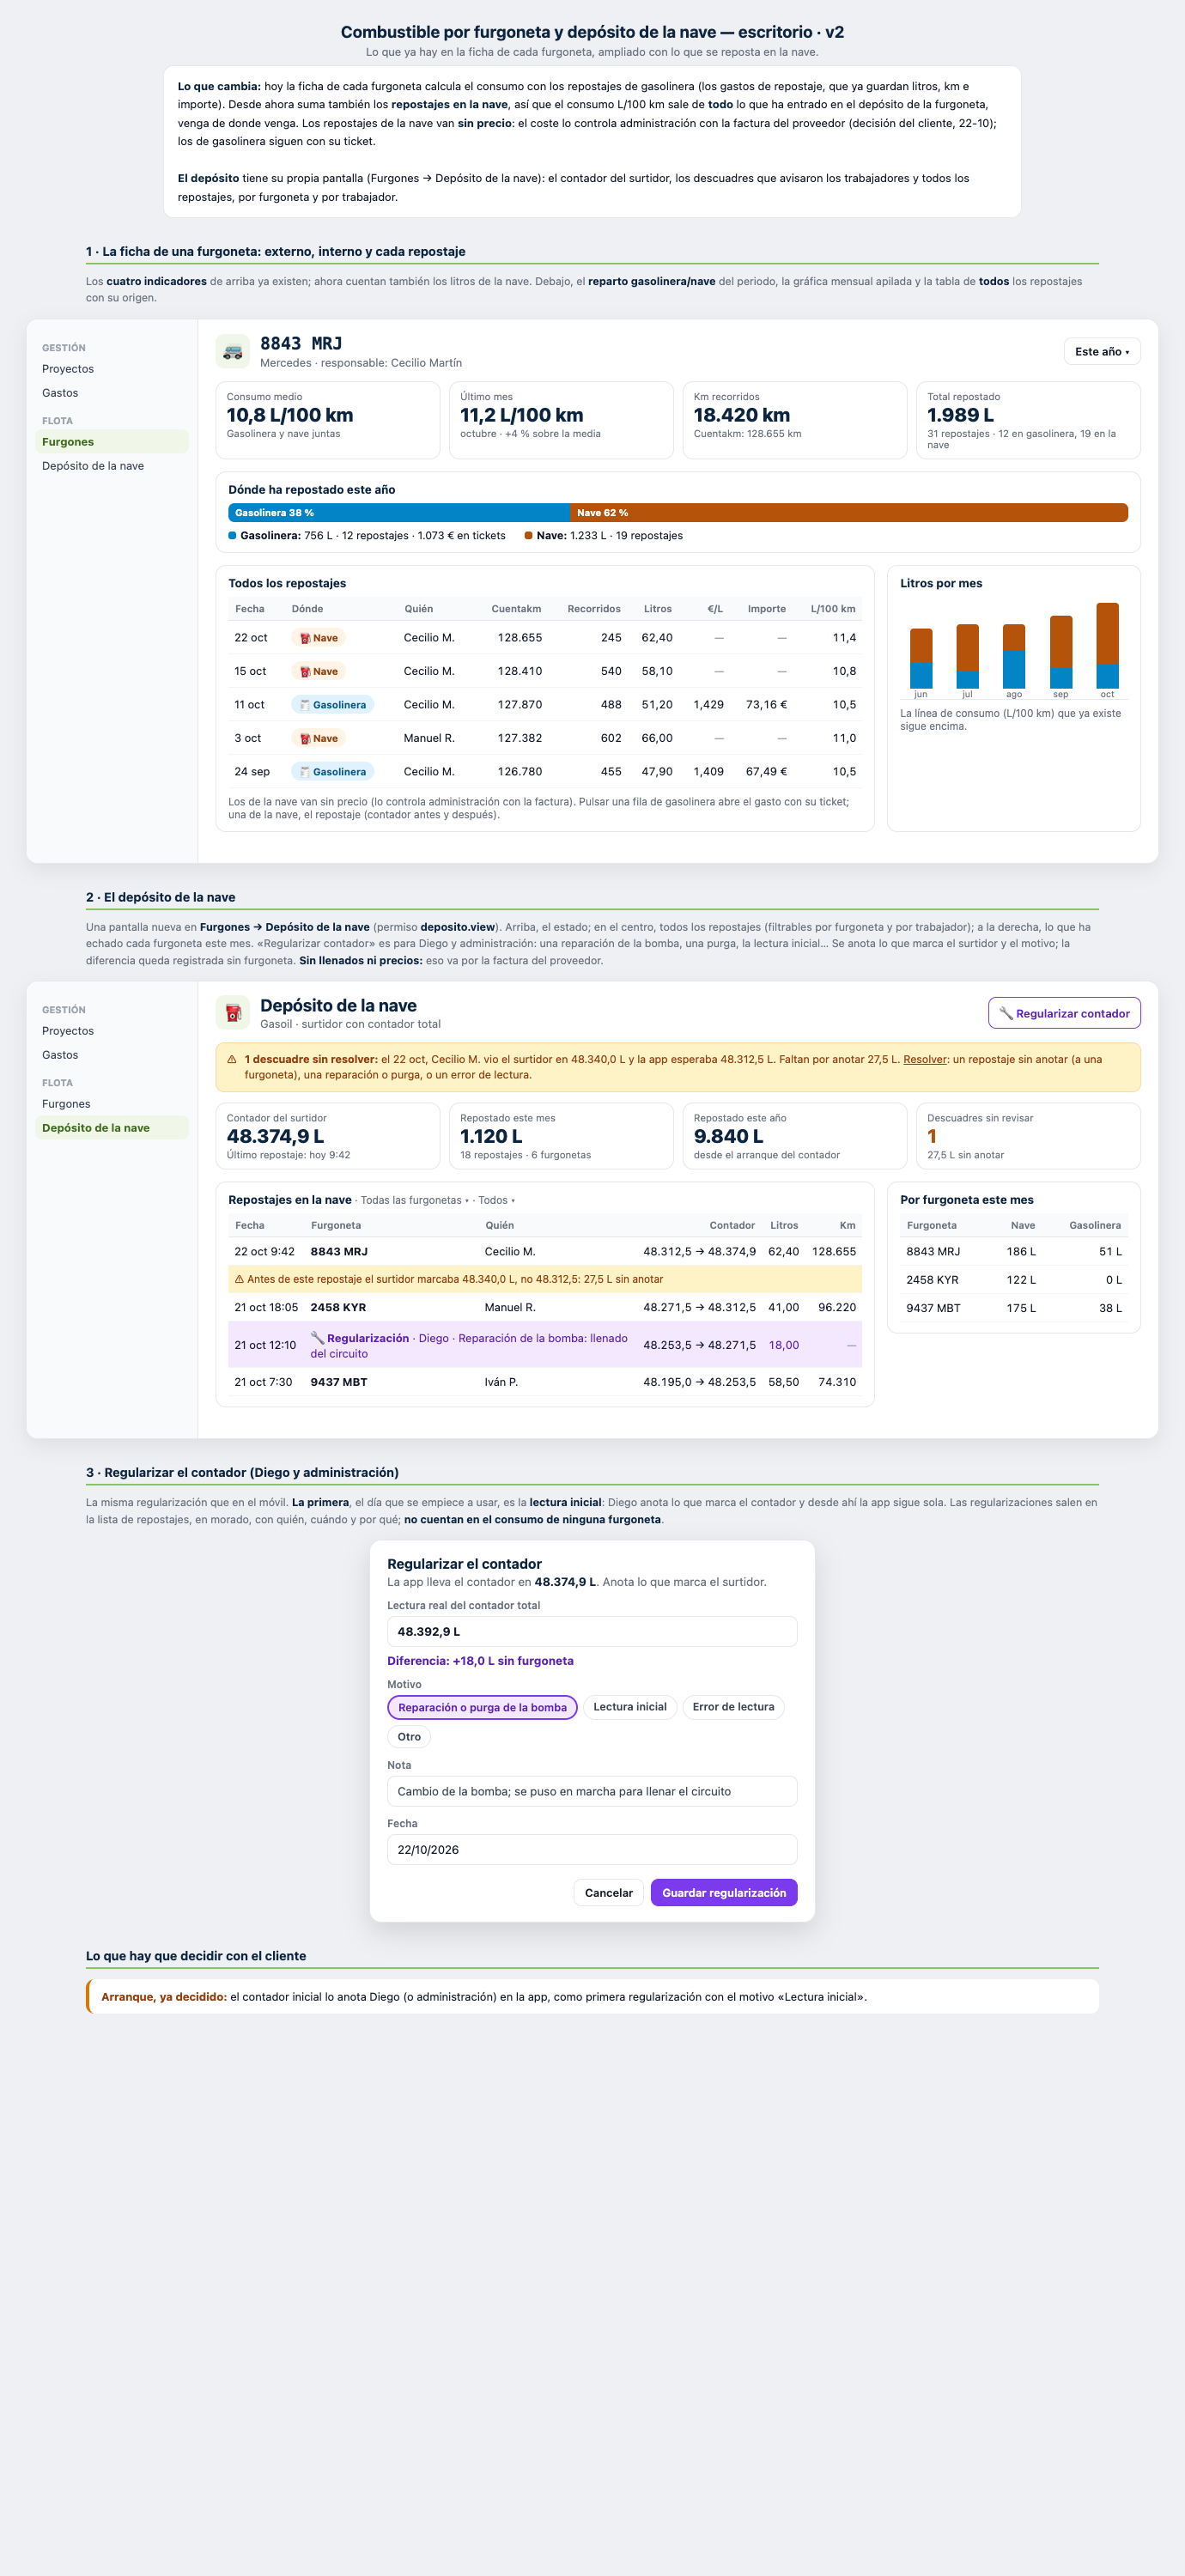 Combustible por furgoneta y depósito de la nave — escritorio · v2
Lo que ya hay en la ficha de cada furgoneta, ampliado con lo que se reposta en la nave.
Lo que cambia: hoy la ficha de cada furgoneta calcula el consumo con los repostajes de gasolinera (los gastos de repostaje, que ya guardan litros, km e
importe). Desde ahora suma también los repostajes en la nave, así que el consumo L/100 km sale de todo lo que ha entrado en el depósito de la furgoneta,
venga de donde venga. Los repostajes de la nave van sin precio: el coste lo controla administración con la factura del proveedor (decisión del cliente, 22-10);
los de gasolinera siguen con su ticket.
El depósito tiene su propia pantalla (Furgones → Depósito de la nave): el contador del surtidor, los descuadres que avisaron los trabajadores y todos los
repostajes, por furgoneta y por trabajador.
1 · La ficha de una furgoneta: externo, interno y cada repostaje
Los cuatro indicadores de arriba ya existen; ahora cuentan también los litros de la nave. Debajo, el reparto gasolinera/nave del periodo, la gráfica mensual apilada y la tabla de todos los repostajes
con su origen.
GESTIÓN
Proyectos
Gastos
FLOTA
Furgones
Depósito de la nave
8843 MRJ
Mercedes · responsable: Cecilio Martín
Este año ▾
Consumo medio
10,8 L/100 km
Gasolinera y nave juntas
Último mes
11,2 L/100 km
octubre · +4 % sobre la media
Km recorridos
18.420 km
Cuentakm: 128.655 km
Total repostado
1.989 L
31 repostajes · 12 en gasolinera, 19 en la
nave
Dónde ha repostado este año
Gasolinera 38 % Nave 62 %
Gasolinera: 756 L · 12 repostajes · 1.073 € en tickets Nave: 1.233 L · 19 repostajes
Todos los repostajes
Fecha Dónde Quién Cuentakm Recorridos Litros €/L Importe L/100 km
22 oct Nave Cecilio M. 128.655 245 62,40 — — 11,4
15 oct Nave Cecilio M. 128.410 540 58,10 — — 10,8
11 oct Gasolinera Cecilio M. 127.870 488 51,20 1,429 73,16 € 10,5
3 oct Nave Manuel R. 127.382 602 66,00 — — 11,0
24 sep Gasolinera Cecilio M. 126.780 455 47,90 1,409 67,49 € 10,5
Los de la nave van sin precio (lo controla administración con la factura). Pulsar una fila de gasolinera abre el gasto con su ticket;
una de la nave, el repostaje (contador antes y después).
Litros por mes
jun jul ago sep oct
La línea de consumo (L/100 km) que ya existe
sigue encima.
2 · El depósito de la nave
Una pantalla nueva en Furgones → Depósito de la nave (permiso deposito.view). Arriba, el estado; en el centro, todos los repostajes (filtrables por furgoneta y por trabajador); a la derecha, lo que ha
echado cada furgoneta este mes. «Regularizar contador» es para Diego y administración: una reparación de la bomba, una purga, la lectura inicial... Se anota lo que marca el surtidor y el motivo; la
diferencia queda registrada sin furgoneta. Sin llenados ni precios: eso va por la factura del proveedor.
GESTIÓN
Proyectos
Gastos
FLOTA
Furgones
Depósito de la nave
Depósito de la nave
Gasoil · surtidor con contador total
Regularizar contador
⚠ 1 descuadre sin resolver: el 22 oct, Cecilio M. vio el surtidor en 48.340,0 L y la app esperaba 48.312,5 L. Faltan por anotar 27,5 L. Resolver: un repostaje sin anotar (a una
furgoneta), una reparación o purga, o un error de lectura.
Contador del surtidor
48.374,9 L
Último repostaje: hoy 9:42
Repostado este mes
1.120 L
18 repostajes · 6 furgonetas
Repostado este año
9.840 L
desde el arranque del contador
Descuadres sin revisar
1
27,5 L sin anotar
Repostajes en la nave · Todas las furgonetas ▾ · Todos ▾
Fecha Furgoneta Quién Contador Litros Km
22 oct 9:42 8843 MRJ Cecilio M. 48.312,5 → 48.374,9 62,40 128.655
⚠ Antes de este repostaje el surtidor marcaba 48.340,0 L, no 48.312,5: 27,5 L sin anotar
21 oct 18:05 2458 KYR Manuel R. 48.271,5 → 48.312,5 41,00 96.220
21 oct 12:10 Regularización · Diego · Reparación de la bomba: llenado
del circuito 48.253,5 → 48.271,5 18,00 —
21 oct 7:30 9437 MBT Iván P. 48.195,0 → 48.253,5 58,50 74.310
Por furgoneta este mes
Furgoneta Nave Gasolinera
8843 MRJ 186 L 51 L
2458 KYR 122 L 0 L
9437 MBT 175 L 38 L
3 · Regularizar el contador (Diego y administración)
La misma regularización que en el móvil. La primera, el día que se empiece a usar, es la lectura inicial: Diego anota lo que marca el contador y desde ahí la app sigue sola. Las regularizaciones salen en
la lista de repostajes, en morado, con quién, cuándo y por qué; no cuentan en el consumo de ninguna furgoneta.
Regularizar el contador
La app lleva el contador en 48.374,9 L. Anota lo que marca el surtidor.
Lectura real del contador total
48.392,9 L
Diferencia: +18,0 L sin furgoneta
Motivo
Reparación o purga de la bomba Lectura inicial Error de lectura
Otro
Nota
Cambio de la bomba; se puso en marcha para llenar el circuito
Fecha
22/10/2026
Cancelar Guardar regularización
Lo que hay que decidir con el cliente
Arranque, ya decidido: el contador inicial lo anota Diego (o administración) en la app, como primera regularización con el motivo «Lectura inicial».